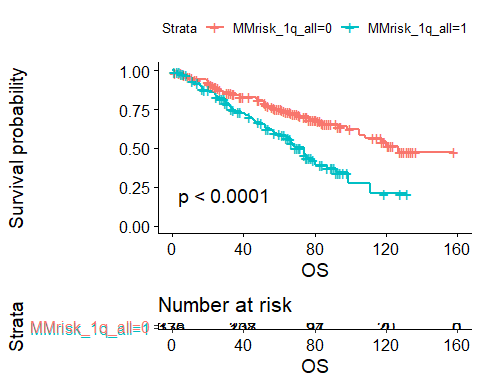 Strata MMrisk_1q_all=0 MMrisk_1q_all=1
Survival probability
1.00
0.75
0.50
0.25
0.00
p < 0.0001
0 40 80 120 160
OS
Number at risk
Strata
0 40 80 120 160
OS